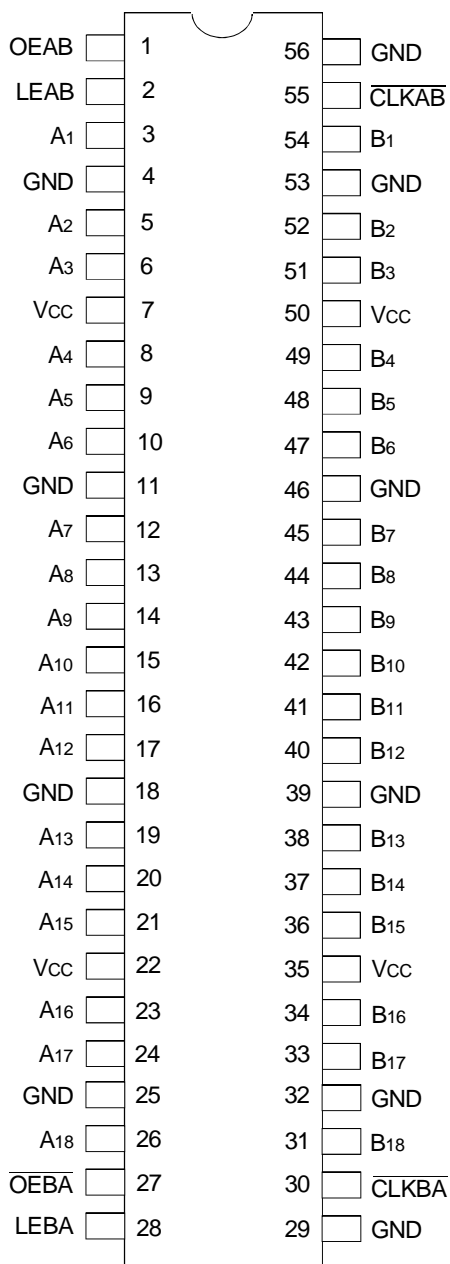 OEAB 1 56 GND
LEAB 2 55 CLKAB
A1 3 54 B1
GND 4 53 GND
A2 5 52 B2
A3 6 51 B3
VCC 7 50 VCC
A4 8 49 B4
A5 9 48 B5
A6 10 47 B6
GND 11 46 GND
A7 12 45 B7
A8 13 44 B8
A9 14 43 B9
A10 15 42 B10
A11 16 41 B11
A12 17 40 B12
GND 18 39 GND
A13 19 38 B13
A14 20 37 B14
A15 21 36 B15
VCC 22 35 VCC
A16 23 34 B16
A17 24 33 B17
GND 25 32 GND
A18 26 31 B18
OEBA 27 30 CLKBA
LEBA 28 29 GND